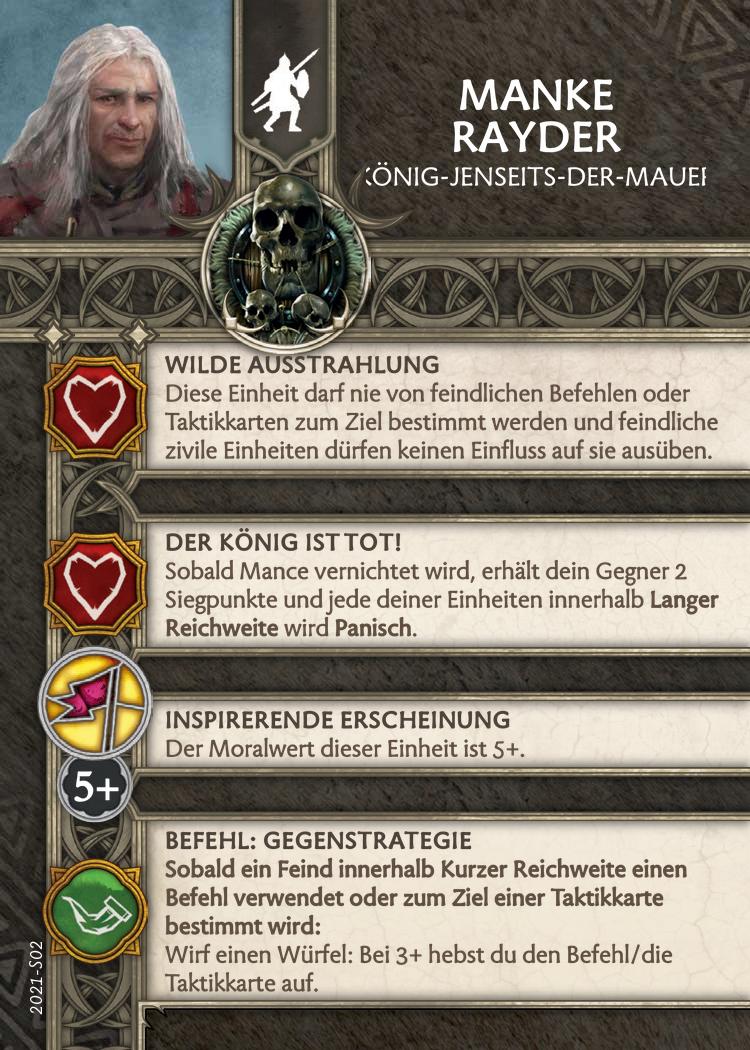 MANKE
RAYDER
KÖNIG-JENSEITS-DER-MAUER
WILDE AUSSTRAHLUNG
Diese Einheit darf nie von feindlichen Befehlen oder
Taktikkarten zum Ziel bestimmt werden und feindliche
zivile Einheiten dürfen keinen Einfluss auf sie ausüben.
DER KÖNIG IST TOT!
Sobald Mance vernichtet wird, erhält dein Gegner 2
Siegpunkte und jede deiner Einheiten innerhalb Langer
Reichweite wird Panisch.
INSPIRERENDE ERSCHEINUNG
Der Moralwert dieser Einheit ist 5+.
5+
BEFEHL: GEGENSTRATEGIE
Sobald ein Feind innerhalb Kurzer Reichweite einen
Befehl verwendet oder zum Ziel einer Taktikkarte
bestimmt wird:
Wirf einen Würfel: Bei 3+ hebst du den Befehl/die
Taktikkarte auf.
2021-S02